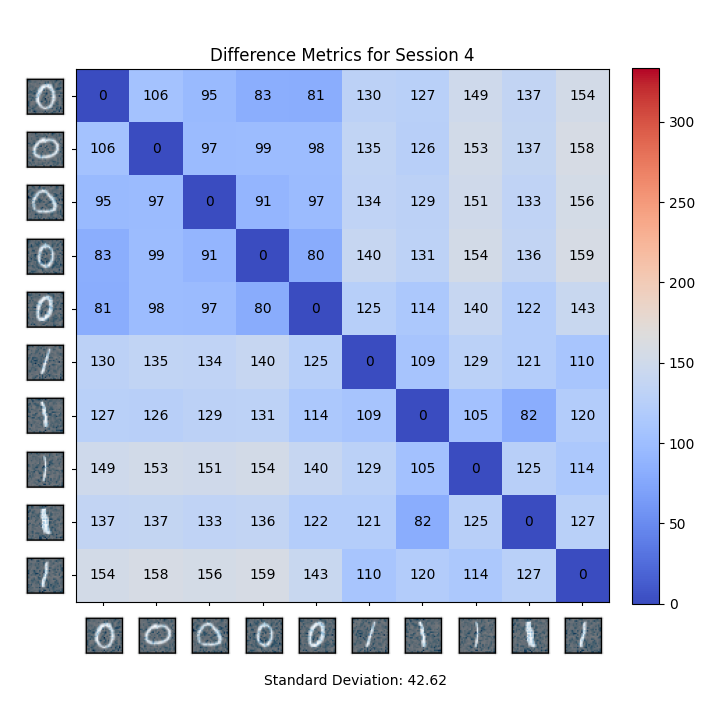 Difference Metrics for Session 4
0 106 95 83 81 130 127 149 137 154
106 0 97 99 98 135 126 153 137 158
95 97 0 91 97 134 129 151 133 156
83 99 91 0 80 140 131 154 136 159
81 98 97 80 0 125 114 140 122 143
130 135 134 140 125 0 109 129 121 110
127 126 129 131 114 109 0 105 82 120
149 153 151 154 140 129 105 0 125 114
137 137 133 136 122 121 82 125 0 127
154 158 156 159 143 110 120 114 127 0
300
250
200
150
100
50
0
Standard Deviation: 42.62